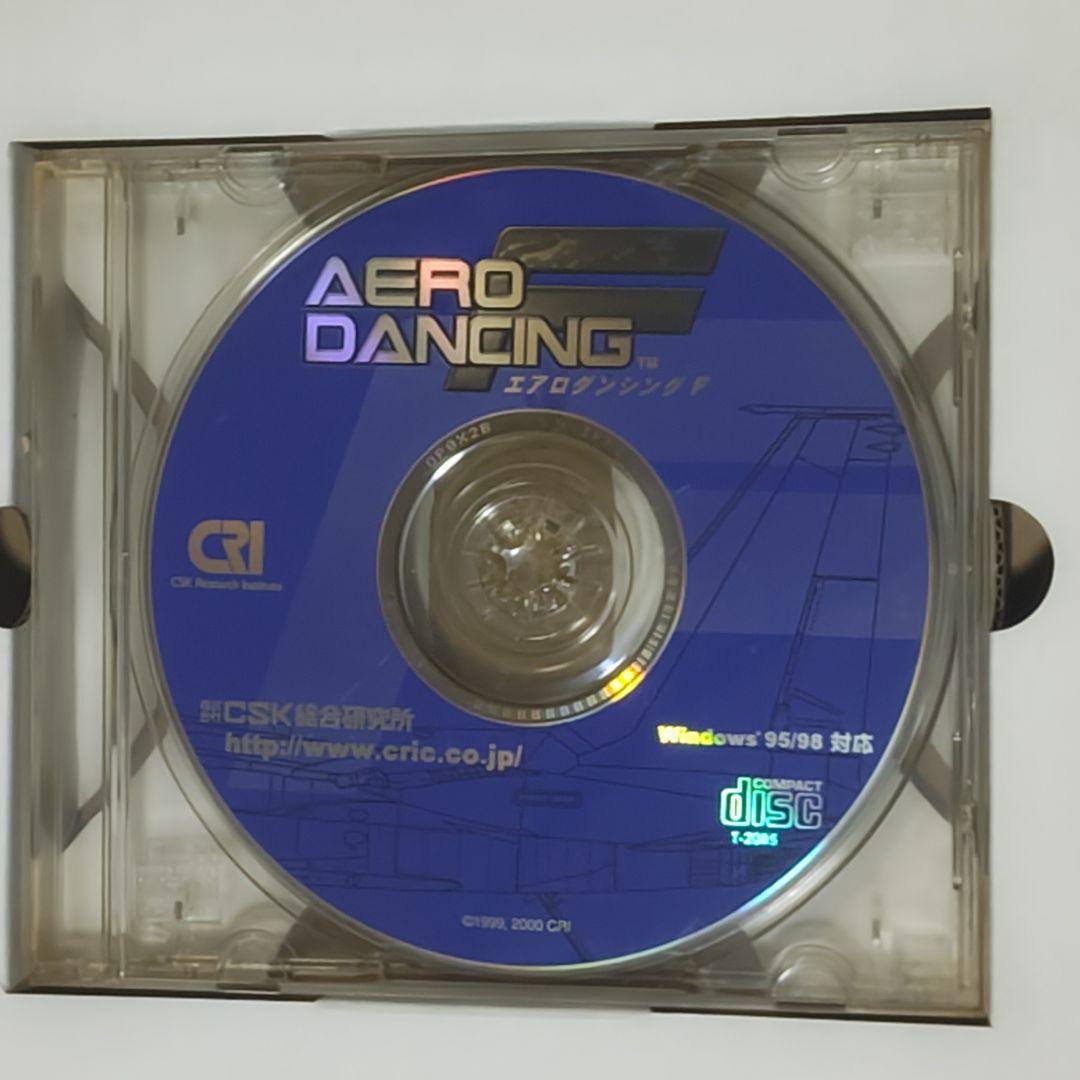 AERO
DANCING F
TM
エアロダンシングF
CRI
CSK Research Institute
株式会社CSK総合研究所
http://www.cric.co.jp/
Windows® 95/98 対応
COMPACT
disc
©1999, 2000 CRI